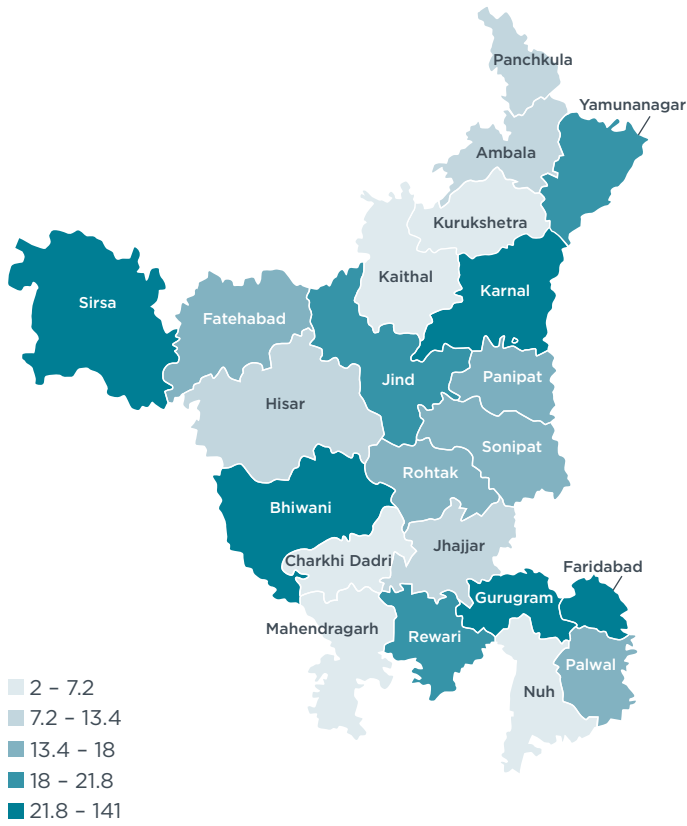 Panchkula
Yamunanagar
Ambala
Kurukshetra
Kaithal
Karnal
Sirsa
Fatehabad
Jind
Panipat
Hisar
Sonipat
Rohtak
Bhiwani
Jhajjar
Charkhi Dadri
Faridabad
Gurugram
Mahendragarh
Rewari
Palwal
Nuh
2 – 7.2
7.2 – 13.4
13.4 – 18
18 – 21.8
21.8 – 141